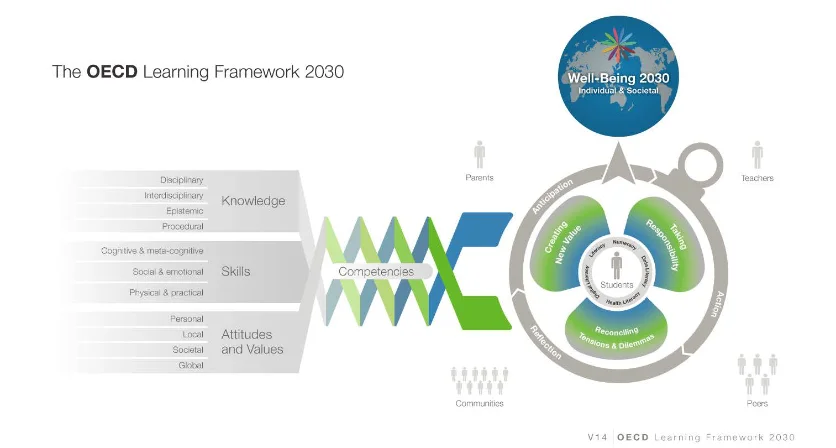 The OECD Learning Framework 2030
Well-Being 2030
Individual & Societal
Parents
Teachers
Disciplinary
Interdisciplinary
Epistemic
Procedural
Knowledge
Cognitive & meta-cognitive
Social & emotional
Physical & practical
Skills
Personal
Local
Societal
Global
Attitudes
and Values
Competencies
Anticipation
Action
Reflection
Creating
New Value
Taking
Responsibility
Reconciling
Tensions & Dilemmas
Literacy
Numeracy
Data Literacy
Health Literacy
Digital Literacy
Students
Communities
Peers
V14 OECD Learning Framework 2030